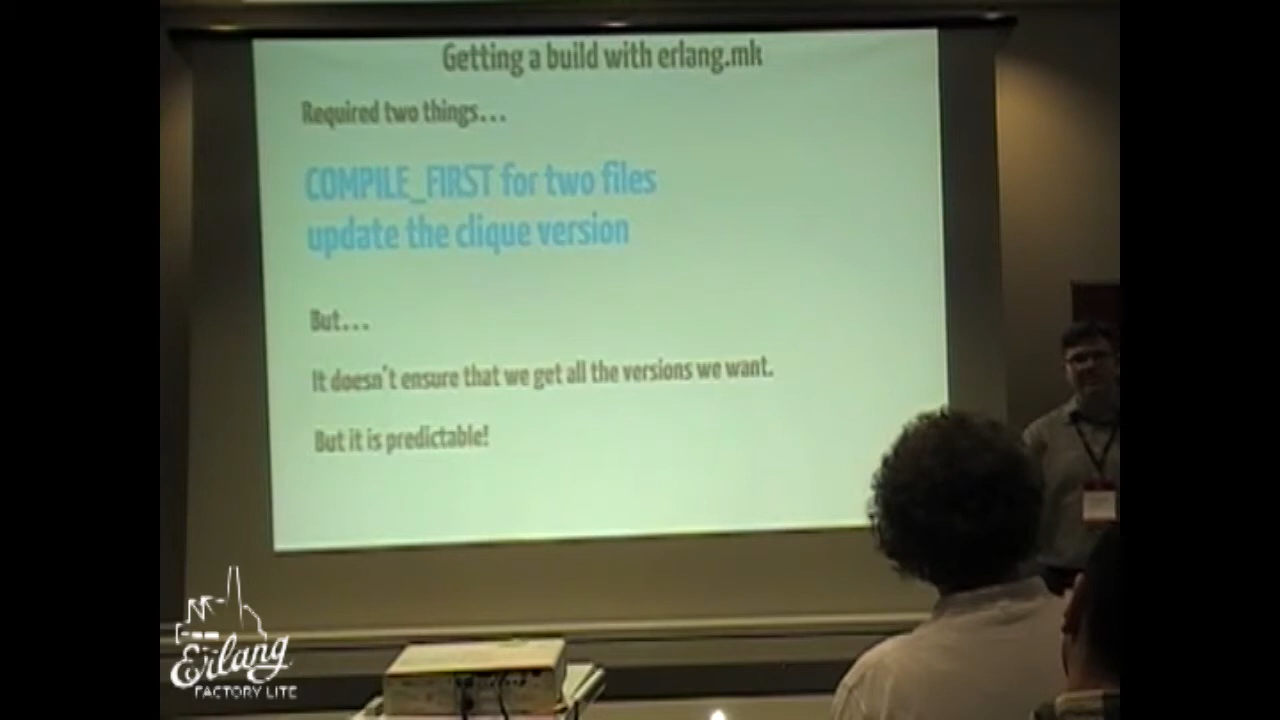 Getting a build with erlang.mk
Required two things...
COMPILE_FIRST for two files
update the clique version
But...
It doesn't ensure that we get all the versions we want.
But it is predictable!
Erlang
FACTORY LITE